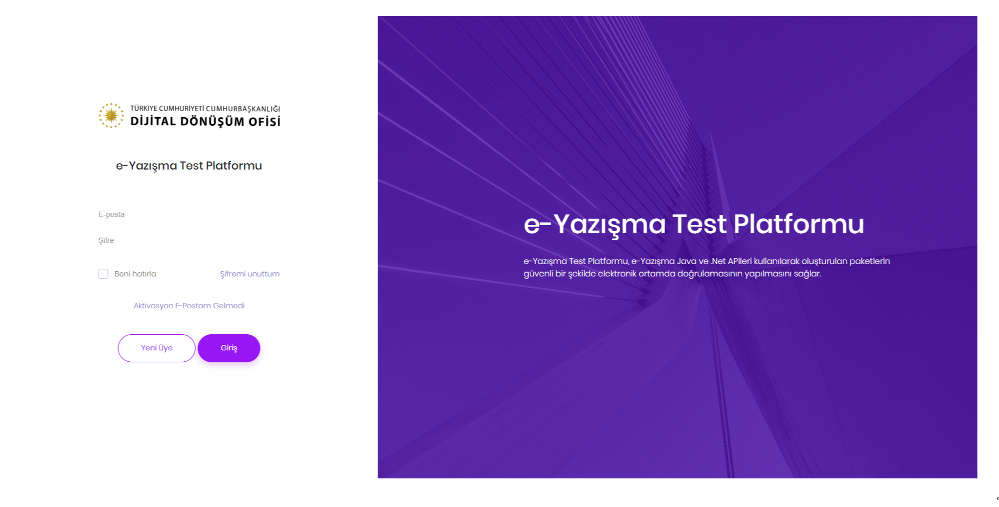 TÜRKİYE CUMHURİYETİ CUMHURBAŞKANLIĞI
DİJİTAL DÖNÜŞÜM OFİSİ
e-Yazışma Test Platformu
E-posta
Şifre
Beni hatırla
Şifremi unuttum
Aktivasyon E-Postam Gelmedi
Yeni Üye
Giriş
e-Yazışma Test Platformu
e-Yazışma Test Platformu, e-Yazışma Java ve .Net APIleri kullanılarak oluşturulan paketlerin
güvenli bir şekilde elektronik ortamda doğrulamasının yapılmasını sağlar.